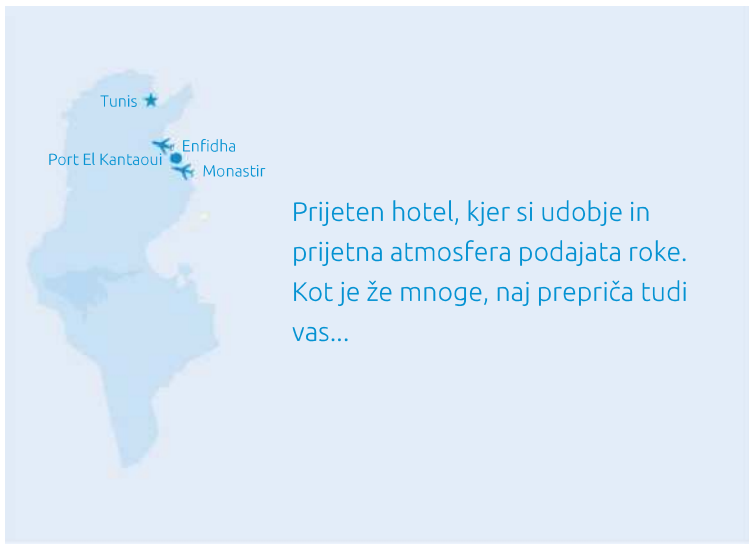 Tunis
Enfidha
Port El Kantaoui
Monastir
Prijeten hotel, kjer si udobje in
prijetna atmosfera podajata roke.
Kot je že mnoge, naj prepriča tudi
vas...